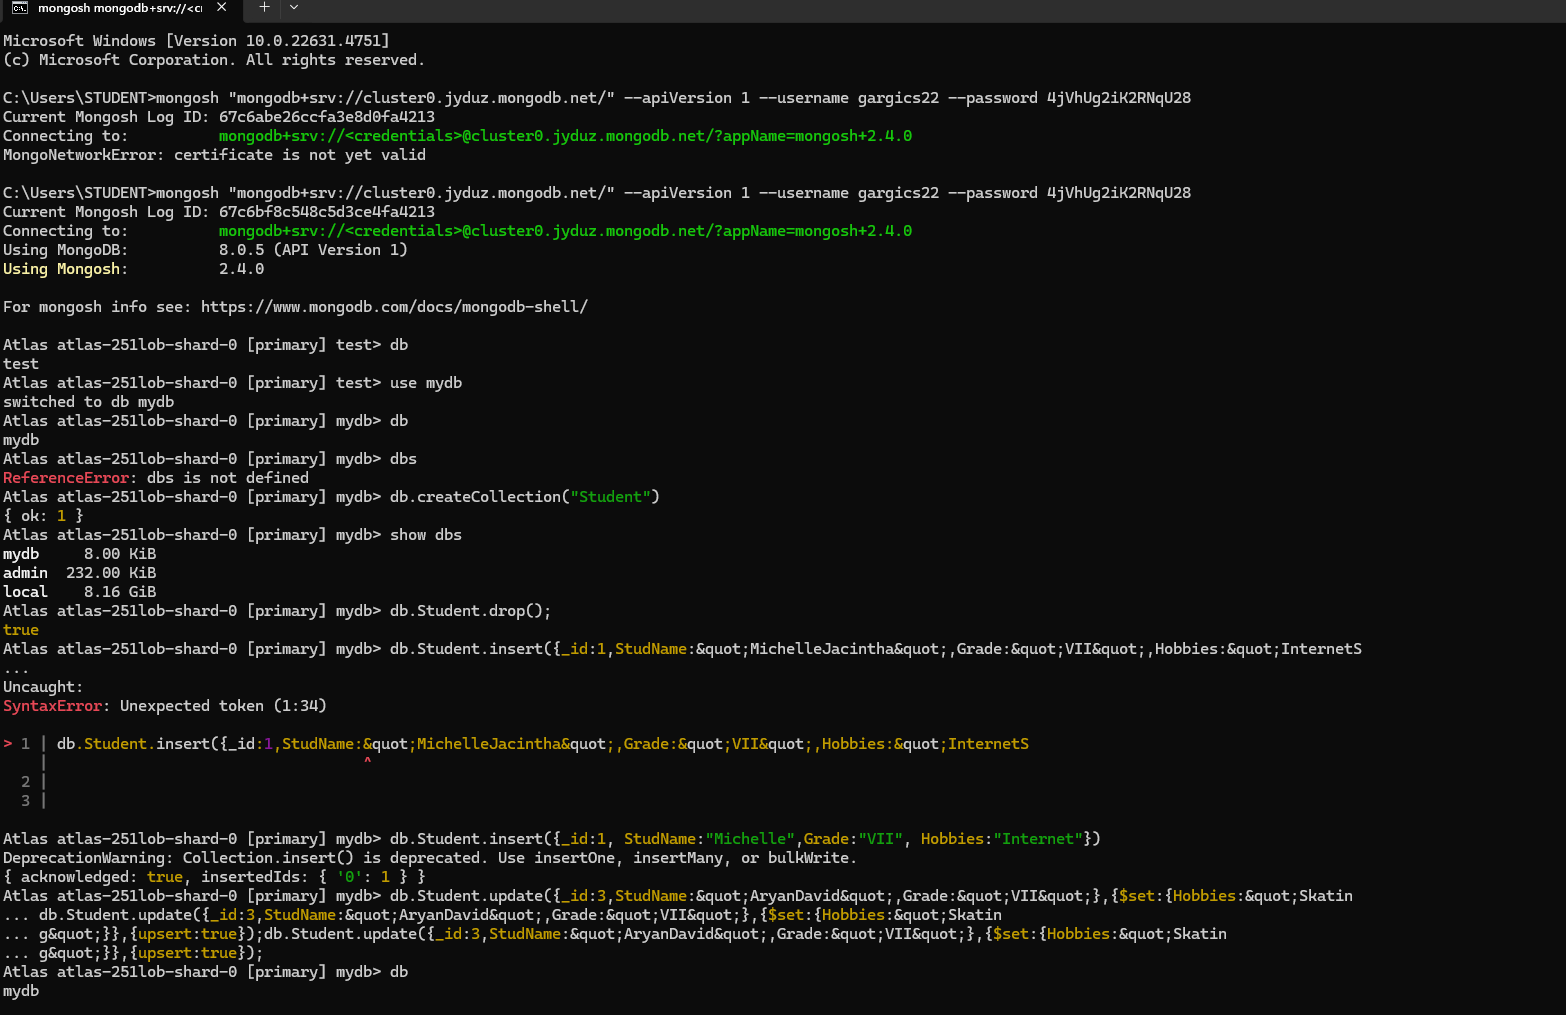 mongosh mongodb+srv://<cr
Microsoft Windows [Version 10.0.22631.4751]
(c) Microsoft Corporation. All rights reserved.
C:\Users\STUDENT>mongosh "mongodb+srv://cluster0.jyduz.mongodb.net/" --apiVersion 1 --username gargics22 --password 4jVhUg2iK2RNqU28
Current Mongosh Log ID: 67c6abe26ccfa3e8d0fa4213
Connecting to: mongodb+srv://<credentials>@cluster0.jyduz.mongodb.net/?appName=mongosh+2.4.0
MongoNetworkError: certificate is not yet valid
C:\Users\STUDENT>mongosh "mongodb+srv://cluster0.jyduz.mongodb.net/" --apiVersion 1 --username gargics22 --password 4jVhUg2iK2RNqU28
Current Mongosh Log ID: 67c6bf8c548c5d3ce4fa4213
Connecting to: mongodb+srv://<credentials>@cluster0.jyduz.mongodb.net/?appName=mongosh+2.4.0
Using MongoDB: 8.0.5 (API Version 1)
Using Mongosh: 2.4.0
For mongosh info see: https://www.mongodb.com/docs/mongodb-shell/
Atlas atlas-251lob-shard-0 [primary] test> db
test
Atlas atlas-251lob-shard-0 [primary] test> use mydb
switched to db mydb
Atlas atlas-251lob-shard-0 [primary] mydb> db
mydb
Atlas atlas-251lob-shard-0 [primary] mydb> dbs
ReferenceError: dbs is not defined
Atlas atlas-251lob-shard-0 [primary] mydb> db.createCollection("Student")
{ ok: 1 }
Atlas atlas-251lob-shard-0 [primary] mydb> show dbs
mydb 8.00 KiB
admin 232.00 KiB
local 8.16 GiB
Atlas atlas-251lob-shard-0 [primary] mydb> db.Student.drop();
true
Atlas atlas-251lob-shard-0 [primary] mydb> db.Student.insert({_id:1,StudName:&quot;MichelleJacintha&quot;,Grade:&quot;VII&quot;,Hobbies:&quot;InternetS
...
Uncaught:
SyntaxError: Unexpected token (1:34)
> 1 | db.Student.insert({_id:1,StudName:&quot;MichelleJacintha&quot;,Grade:&quot;VII&quot;,Hobbies:&quot;InternetS
| ^
2 |
3 |
Atlas atlas-251lob-shard-0 [primary] mydb> db.Student.insert({_id:1, StudName:"Michelle",Grade:"VII", Hobbies:"Internet"})
DeprecationWarning: Collection.insert() is deprecated. Use insertOne, insertMany, or bulkWrite.
{ acknowledged: true, insertedIds: { '0': 1 } }
Atlas atlas-251lob-shard-0 [primary] mydb> db.Student.update({_id:3,StudName:&quot;AryanDavid&quot;,Grade:&quot;VII&quot;},{$set:{Hobbies:&quot;Skatin
... db.Student.update({_id:3,StudName:&quot;AryanDavid&quot;,Grade:&quot;VII&quot;},{$set:{Hobbies:&quot;Skatin
... g&quot;}},{upsert:true});db.Student.update({_id:3,StudName:&quot;AryanDavid&quot;,Grade:&quot;VII&quot;},{$set:{Hobbies:&quot;Skatin
... g&quot;}},{upsert:true});
Atlas atlas-251lob-shard-0 [primary] mydb> db
mydb